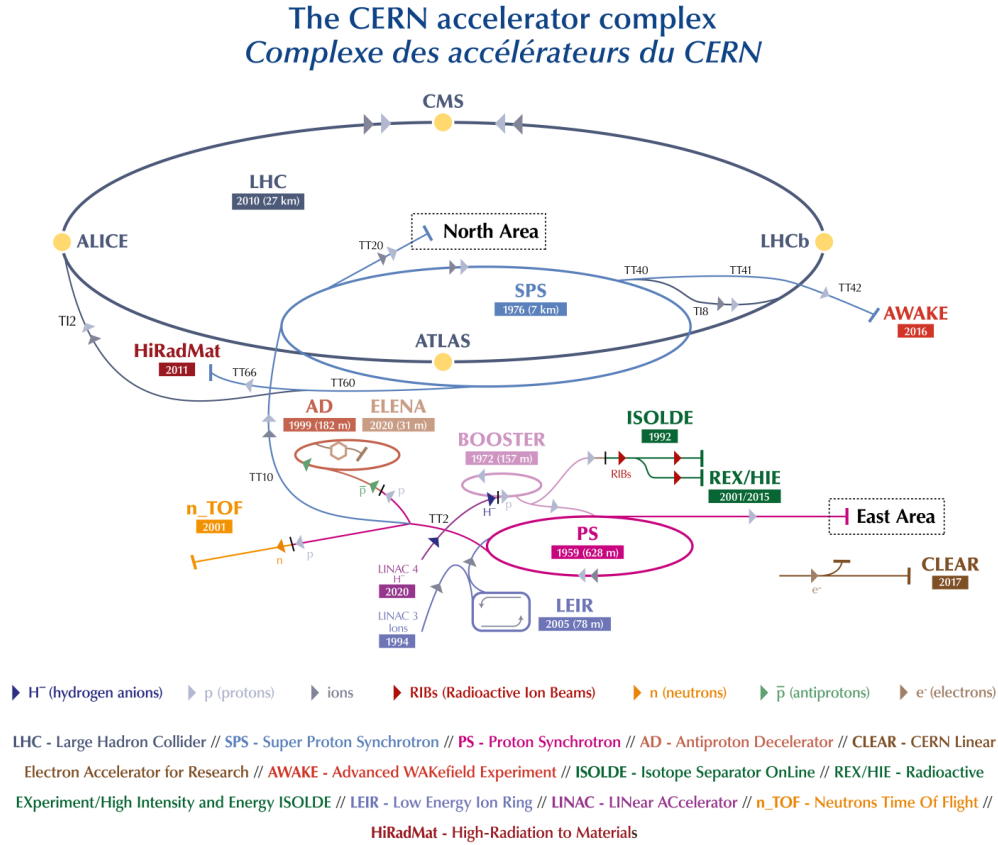 The CERN accelerator complex
Complexe des accélérateurs du CERN
CMS
LHC
2010 (27 km)
ALICE
TT20
North Area
LHCb
TT40
TT41
TT42
SPS
1976 (7 km)
TI8
AWAKE
2016
TI2
ATLAS
HiRadMat
2011
TT66
TT60
AD
1999 (182 m)
ELENA
2020 (31 m)
ISOLDE
1992
BOOSTER
1972 (157 m)
RIBs
REX/HIE
2001/2015
TT10
p̅
p
H⁻
p
n_TOF
2001
TT2
East Area
PS
1959 (628 m)
n
p
LINAC 4
H⁻
2020
CLEAR
2017
e-
LINAC 3
Ions
1994
LEIR
2005 (78 m)
H⁻ (hydrogen anions)
p (protons)
ions
RIBs (Radioactive Ion Beams)
n (neutrons)
p̅ (antiprotons)
e- (electrons)
LHC - Large Hadron Collider // SPS - Super Proton Synchrotron // PS - Proton Synchrotron // AD - Antiproton Decelerator // CLEAR - CERN Linear
Electron Accelerator for Research // AWAKE - Advanced WAKefield Experiment // ISOLDE - Isotope Separator OnLine // REX/HIE - Radioactive
EXperiment/High Intensity and Energy ISOLDE // LEIR - Low Energy Ion Ring // LINAC - LINear ACcelerator // n_TOF - Neutrons Time Of Flight //
HiRadMat - High-Radiation to Materials